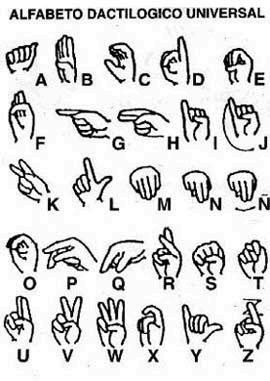 ALFABETO DACTILOGICO UNIVERSAL
A B C D E
F G H I J
K L M N Ñ
O P Q R S T
U V W X Y Z